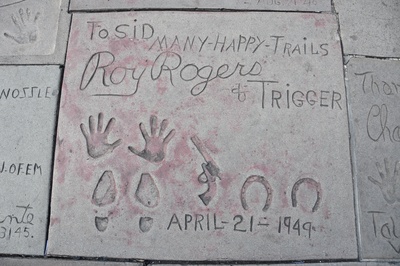 To Sid
MANY-HAPPY-TRAILS
Roy Rogers
& TRIGGER
APRIL-21-1949